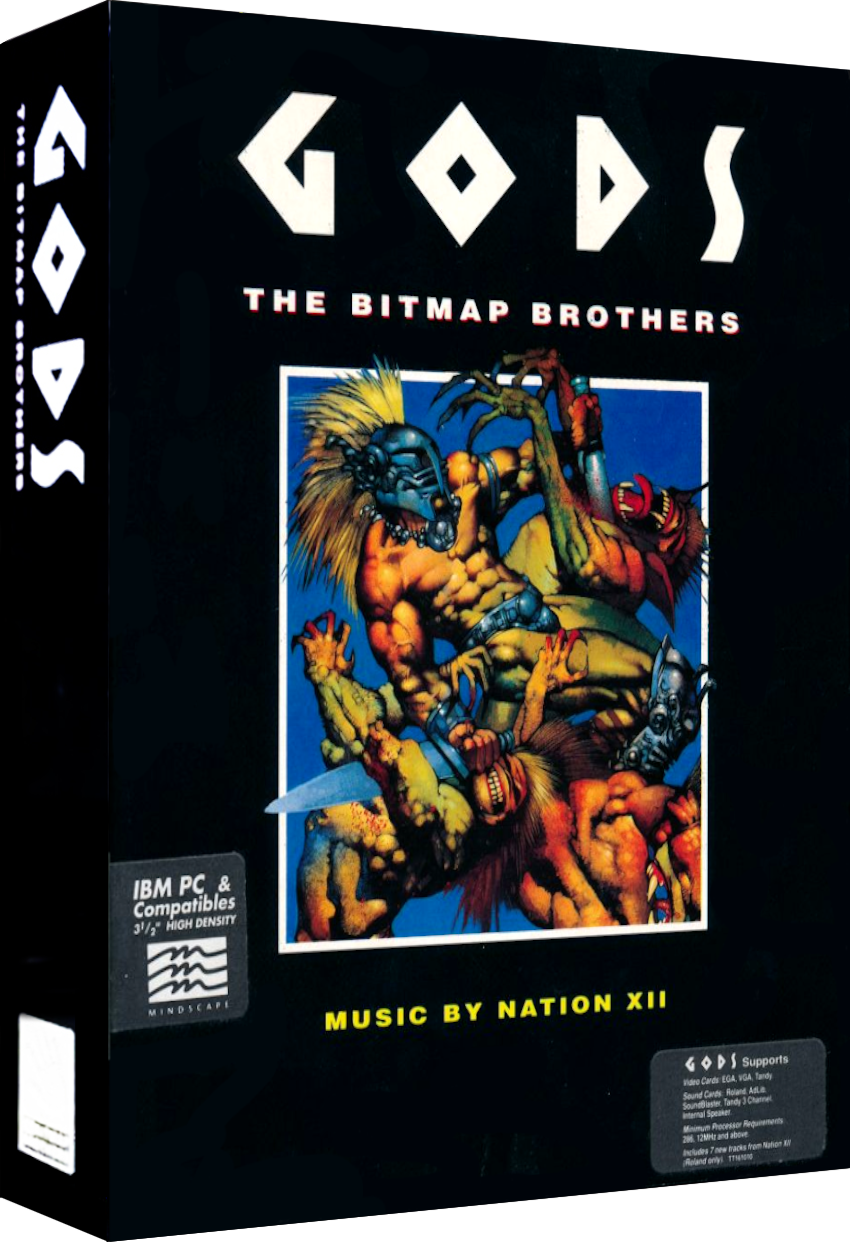 GODS
THE BITMAP BROTHERS
GODS
THE BITMAP BROTHERS
IBM PC &
Compatibles
3 1/2" HIGH DENSITY
MINDSCAPE
MUSIC BY NATION XII
GODS Supports
Video Cards: EGA, VGA, Tandy.
Sound Cards: Roland, AdLib,
SoundBlaster, Tandy 3 Channel,
Internal Speaker.
Minimum Processor Requirements:
286, 12MHz and above.
Includes 7 new tracks from Nation XII
(Roland only).